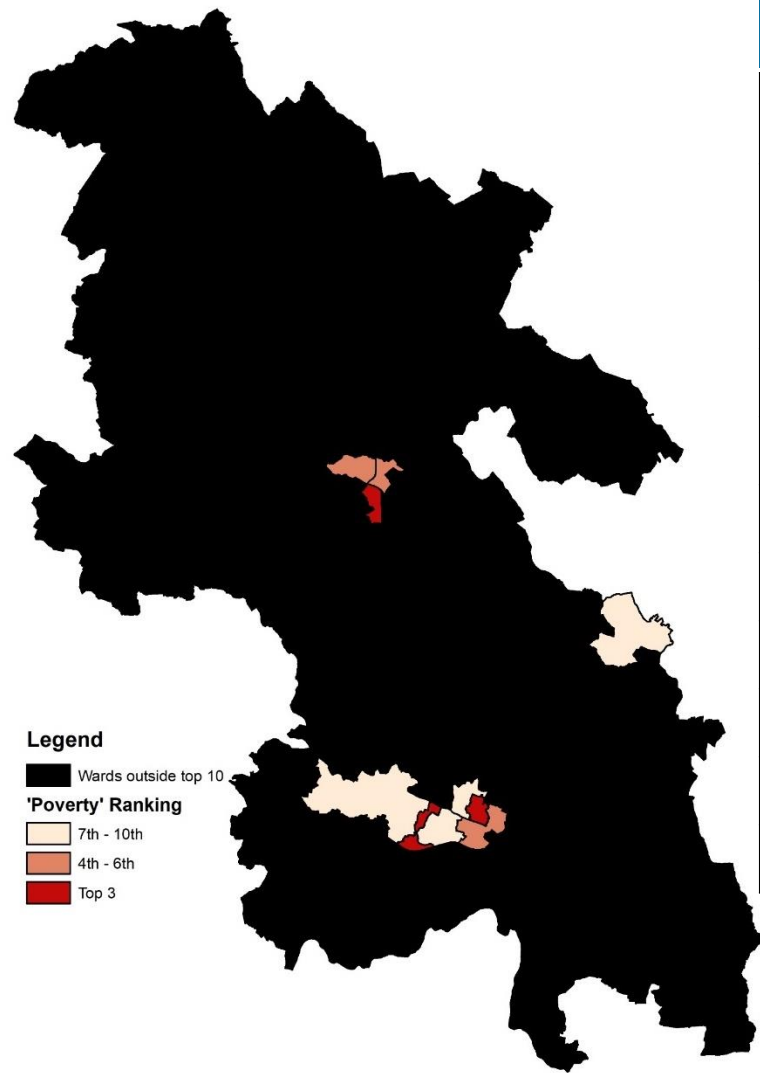 Legend
Wards outside top 10
'Poverty' Ranking
7th - 10th
4th - 6th
Top 3